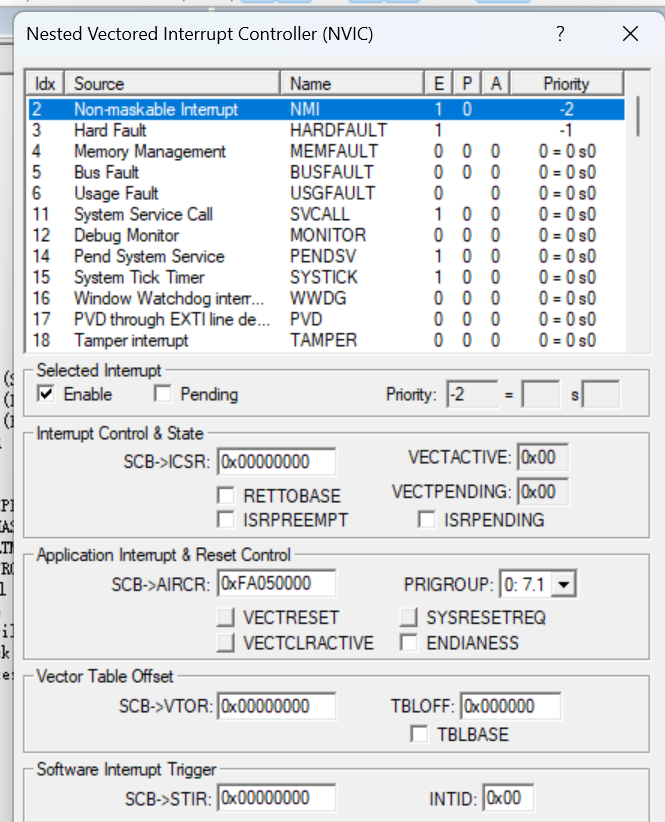 Nested Vectored Interrupt Controller (NVIC) ?
Idx Source Name E P A Priority
2 Non-maskable Interrupt NMI 1 0 -2
3 Hard Fault HARDFAULT 1 -1
4 Memory Management MEMFAULT 0 0 0 0 = 0 s0
5 Bus Fault BUSFAULT 0 0 0 0 = 0 s0
6 Usage Fault USGFAULT 0 0 0 = 0 s0
11 System Service Call SVCALL 1 0 0 0 = 0 s0
12 Debug Monitor MONITOR 0 0 0 0 = 0 s0
14 Pend System Service PENDSV 1 0 0 0 = 0 s0
15 System Tick Timer SYSTICK 1 0 0 0 = 0 s0
16 Window Watchdog interr... WWDG 0 0 0 0 = 0 s0
17 PVD through EXTI line de... PVD 0 0 0 0 = 0 s0
18 Tamper interrupt TAMPER 0 0 0 0 = 0 s0
Selected Interrupt
Enable Pending Priority: -2 = s
Interrupt Control & State
SCB->ICSR: 0x00000000 VECTACTIVE: 0x00
RETTOBASE VECTPENDING: 0x00
ISRPREEMPT ISRPENDING
Application Interrupt & Reset Control
SCB->AIRCR: 0xFA050000 PRIGROUP: 0: 7.1
VECTRESET SYSRESETREQ
VECTCLRACTIVE ENDIANESS
Vector Table Offset
SCB->VTOR: 0x00000000 TBLOFF: 0x000000
TBLBASE
Software Interrupt Trigger
SCB->STIR: 0x00000000 INTID: 0x00